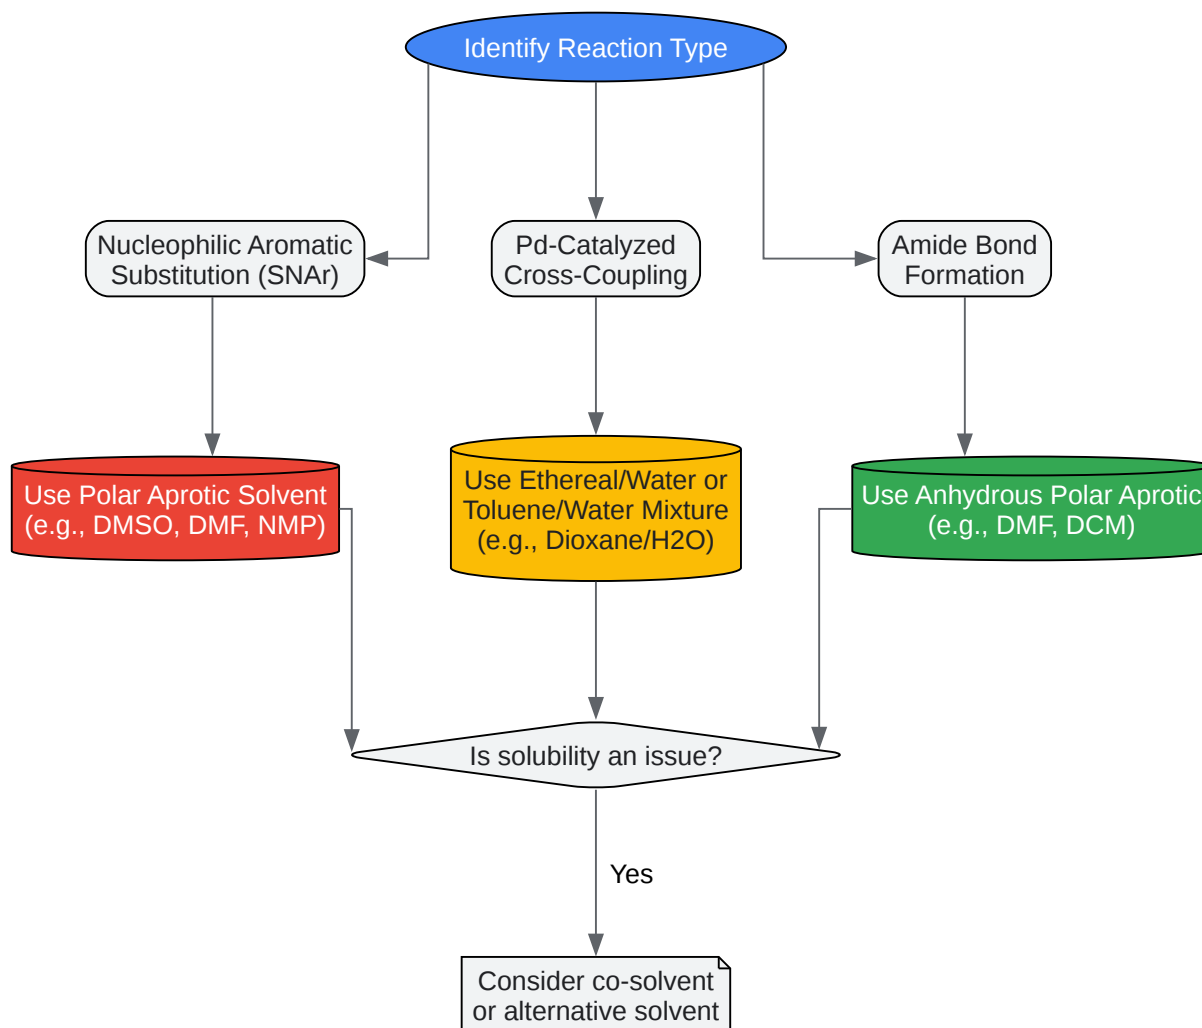 Identify Reaction Type
Nucleophilic Aromatic
Substitution (SNAr)
Pd-Catalyzed
Cross-Coupling
Amide Bond
Formation
Use Polar Aprotic Solvent
(e.g., DMSO, DMF, NMP)
Use Ethereal/Water or
Toluene/Water Mixture
(e.g., Dioxane/H2O)
Use Anhydrous Polar Aprotic
(e.g., DMF, DCM)
Is solubility an issue?
Yes
Consider co-solvent
or alternative solvent